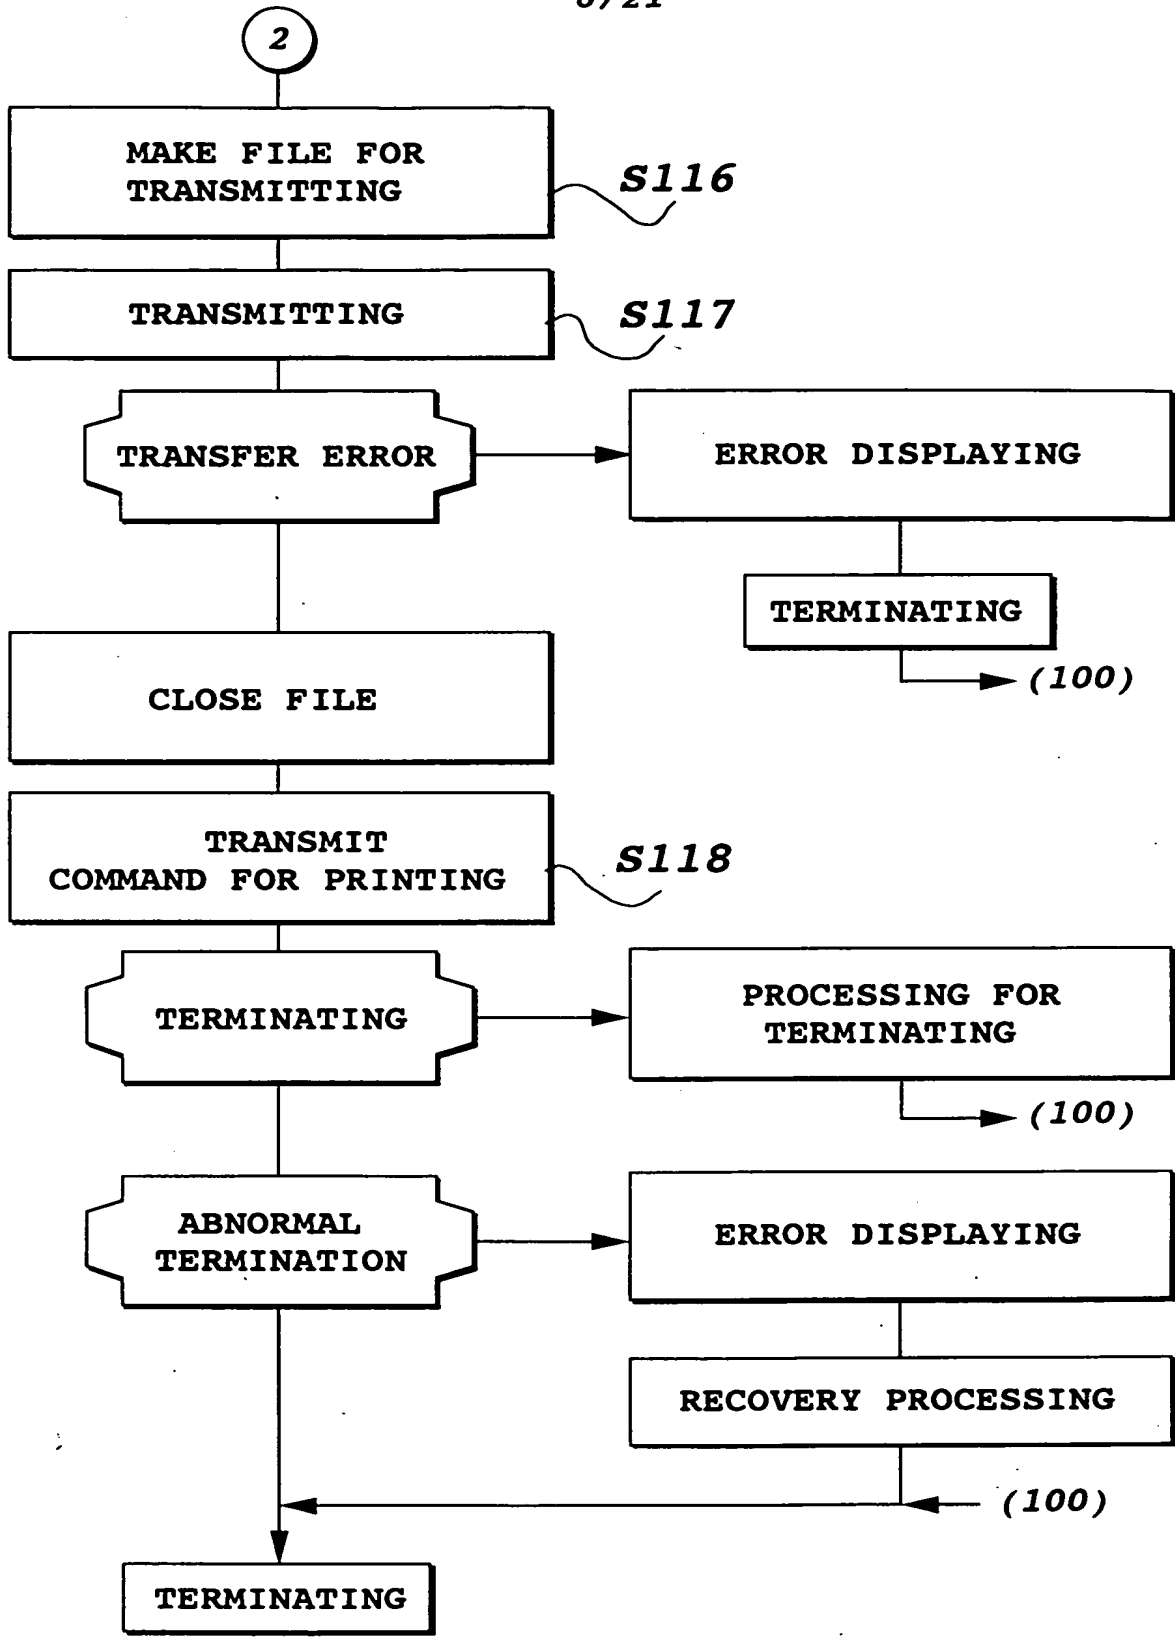 2
MAKE FILE FOR
TRANSMITTING
S116
TRANSMITTING
S117
TRANSFER ERROR
ERROR DISPLAYING
TERMINATING
(100)
CLOSE FILE
TRANSMIT
COMMAND FOR PRINTING
S118
TERMINATING
PROCESSING FOR
TERMINATING
(100)
ABNORMAL
TERMINATION
ERROR DISPLAYING
RECOVERY PROCESSING
(100)
TERMINATING